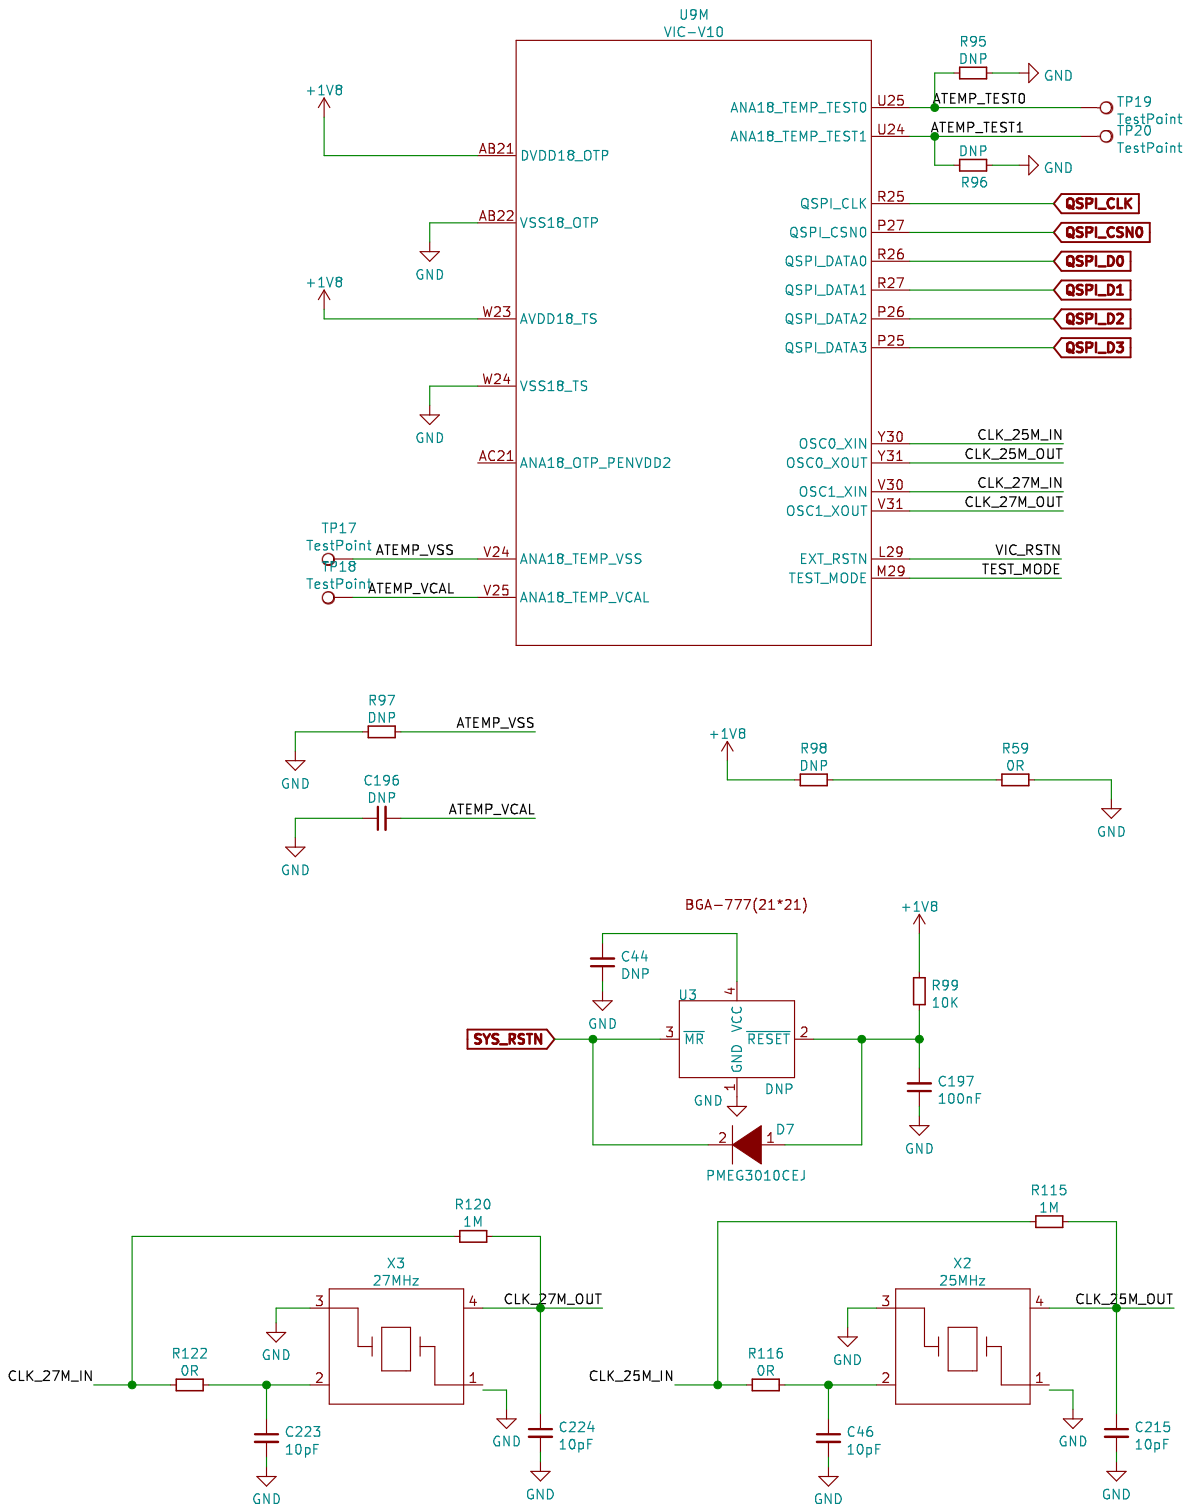 U9M
VIC-V10
+1V8
AB21
DVDD18_OTP
AB22
VSS18_OTP
GND
+1V8
W23
AVDD18_TS
W24
VSS18_TS
GND
AC21
ANA18_OTP_PENVDD2
TP17
TestPoint
ATEMP_VSS
V24
ANA18_TEMP_VSS
TP18
TestPoint
ATEMP_VCAL
V25
ANA18_TEMP_VCAL
R95
DNP
GND
ANA18_TEMP_TEST0
U25
ATEMP_TEST0
TP19
TestPoint
ANA18_TEMP_TEST1
U24
ATEMP_TEST1
TP20
TestPoint
DNP
R96
GND
QSPI_CLK
R25
QSPI_CLK
QSPI_CSN0
P27
QSPI_CSN0
QSPI_DATA0
R26
QSPI_D0
QSPI_DATA1
R27
QSPI_D1
QSPI_DATA2
P26
QSPI_D2
QSPI_DATA3
P25
QSPI_D3
OSC0_XIN
Y30
CLK_25M_IN
OSC0_XOUT
Y31
CLK_25M_OUT
OSC1_XIN
V30
CLK_27M_IN
OSC1_XOUT
V31
CLK_27M_OUT
EXT_RSTN
L29
VIC_RSTN
TEST_MODE
M29
TEST_MODE
R97
DNP
ATEMP_VSS
GND
C196
DNP
ATEMP_VCAL
GND
+1V8
R98
DNP
R59
0R
GND
BGA-777(21*21)
+1V8
C44
DNP
GND
R99
10K
U3
4
VCC
SYS_RSTN
3
MR
RESET
2
GND
1
DNP
GND
C197
100nF
GND
D7
2
1
PMEG3010CEJ
R120
1M
X3
27MHz
3
4
CLK_27M_OUT
GND
CLK_27M_IN
R122
0R
2
1
C223
10pF
GND
GND
C224
10pF
GND
R115
1M
X2
25MHz
3
4
CLK_25M_OUT
GND
CLK_25M_IN
R116
0R
2
1
C46
10pF
GND
GND
C215
10pF
GND